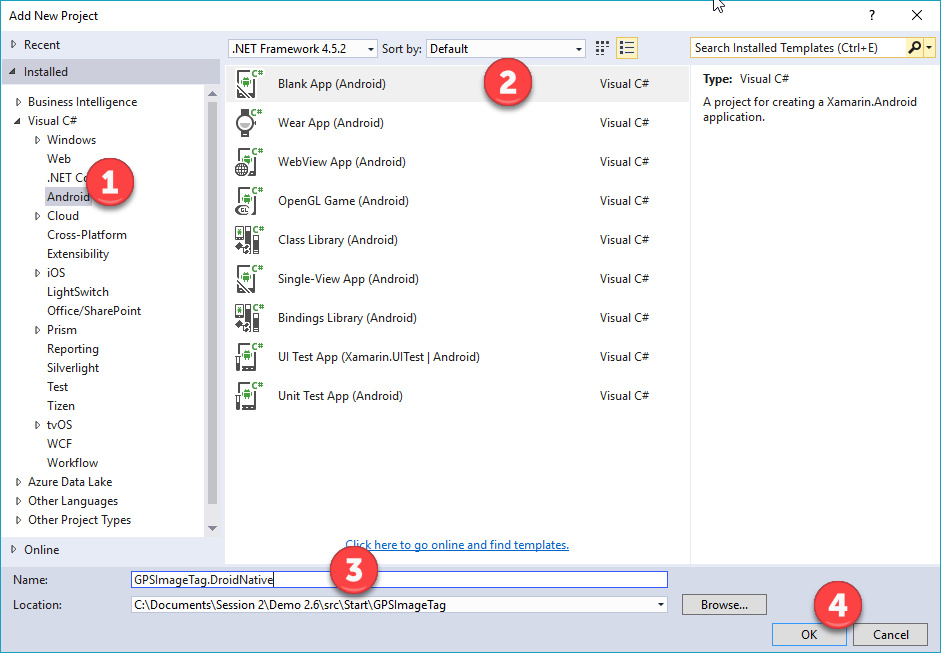 Add New Project
?
Recent
.NET Framework 4.5.2
Sort by:
Default
Search Installed Templates (Ctrl+E)
Installed
Business Intelligence
Visual C#
Windows
Web
.NET Co
Android
Cloud
Cross-Platform
Extensibility
iOS
LightSwitch
Office/SharePoint
Prism
Reporting
Silverlight
Test
Tizen
tvOS
WCF
Workflow
Azure Data Lake
Other Languages
Other Project Types
Online
1
2
C# Blank App (Android) Visual C#
C# Wear App (Android) Visual C#
C# WebView App (Android) Visual C#
C# GL OpenGL Game (Android) Visual C#
C# Class Library (Android) Visual C#
C# Single-View App (Android) Visual C#
C# Bindings Library (Android) Visual C#
C# UI Test App (Xamarin.UITest | Android) Visual C#
C# Unit Test App (Android) Visual C#
Click here to go online and find templates.
Type: Visual C#
A project for creating a Xamarin.Android
application.
3
Name: GPSImageTag.DroidNative
Location: C:\Documents\Session 2\Demo 2.6\src\Start\GPSImageTag
Browse...
4
OK
Cancel